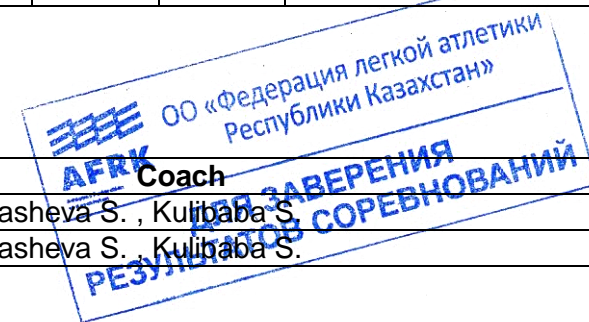 ОО «Федерация легкой атлетики
Республики Казахстан»
AFRK
Coach
ДЛЯ ЗАВЕРЕНИЯ
РЕЗУЛЬТАТОВ СОРЕВНОВАНИЙ
asheva S. , Kulibaba S.
asheva S. , Kulibaba S.